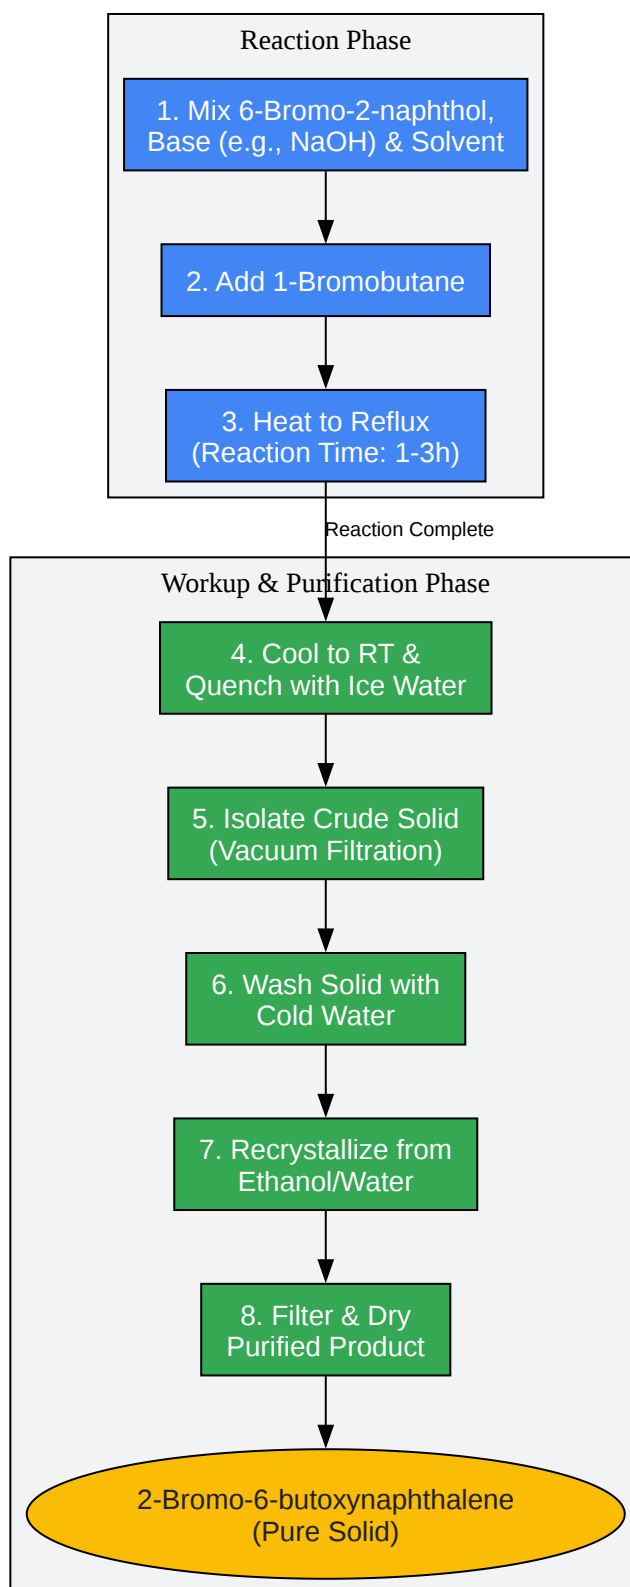 Reaction Phase
1. Mix 6-Bromo-2-naphthol,
Base (e.g., NaOH) & Solvent
2. Add 1-Bromobutane
3. Heat to Reflux
(Reaction Time: 1-3h)
Reaction Complete
Workup & Purification Phase
4. Cool to RT &
Quench with Ice Water
5. Isolate Crude Solid
(Vacuum Filtration)
6. Wash Solid with
Cold Water
7. Recrystallize from
Ethanol/Water
8. Filter & Dry
Purified Product
2-Bromo-6-butoxynaphthalene
(Pure Solid)